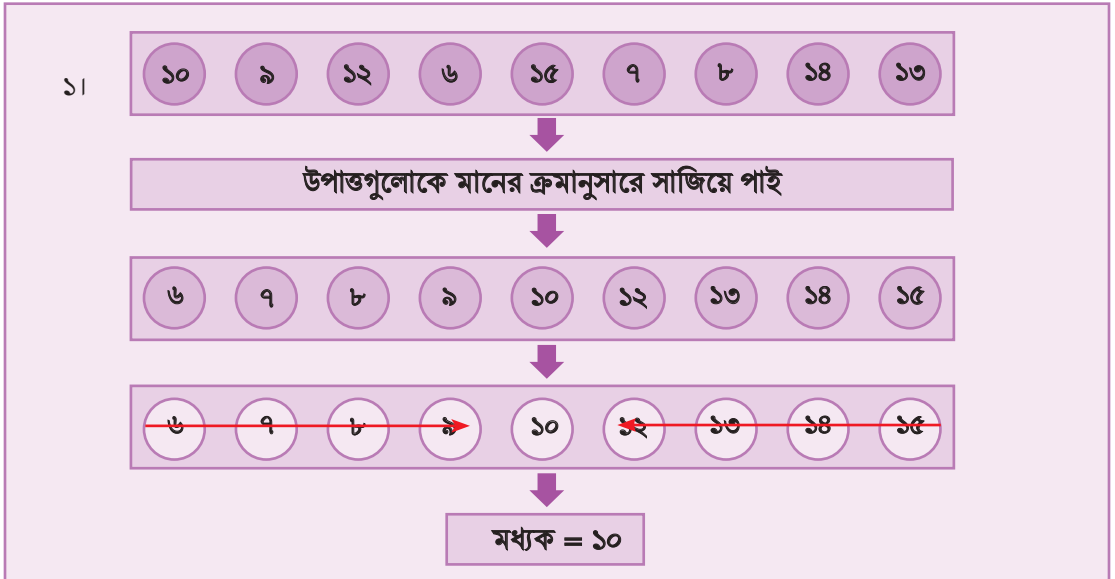 ১। ১০ ৯ ১২ ৬ ১৫ ৭ ৮ ১৪ ১৩
উপাত্তগুলোকে মানের ক্রমানুসারে সাজিয়ে পাই
৬ ৭ ৮ ৯ ১০ ১২ ১৩ ১৪ ১৫
৬ ৭ ৮ ৯ ১০ ১২ ১৩ ১৪ ১৫
মধ্যক = ১০